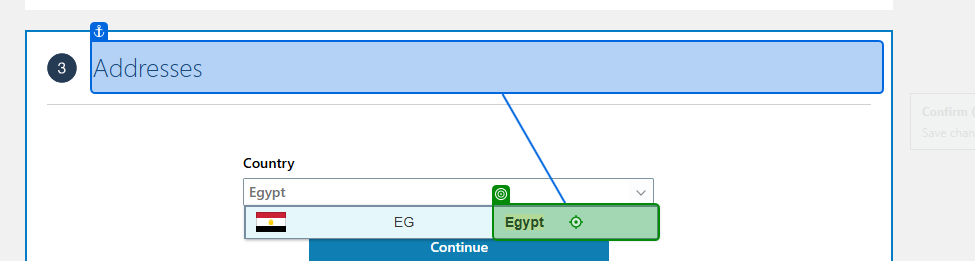 3 Addresses
Confirm (
Save chan
Country
Egypt
EG Egypt
Continue